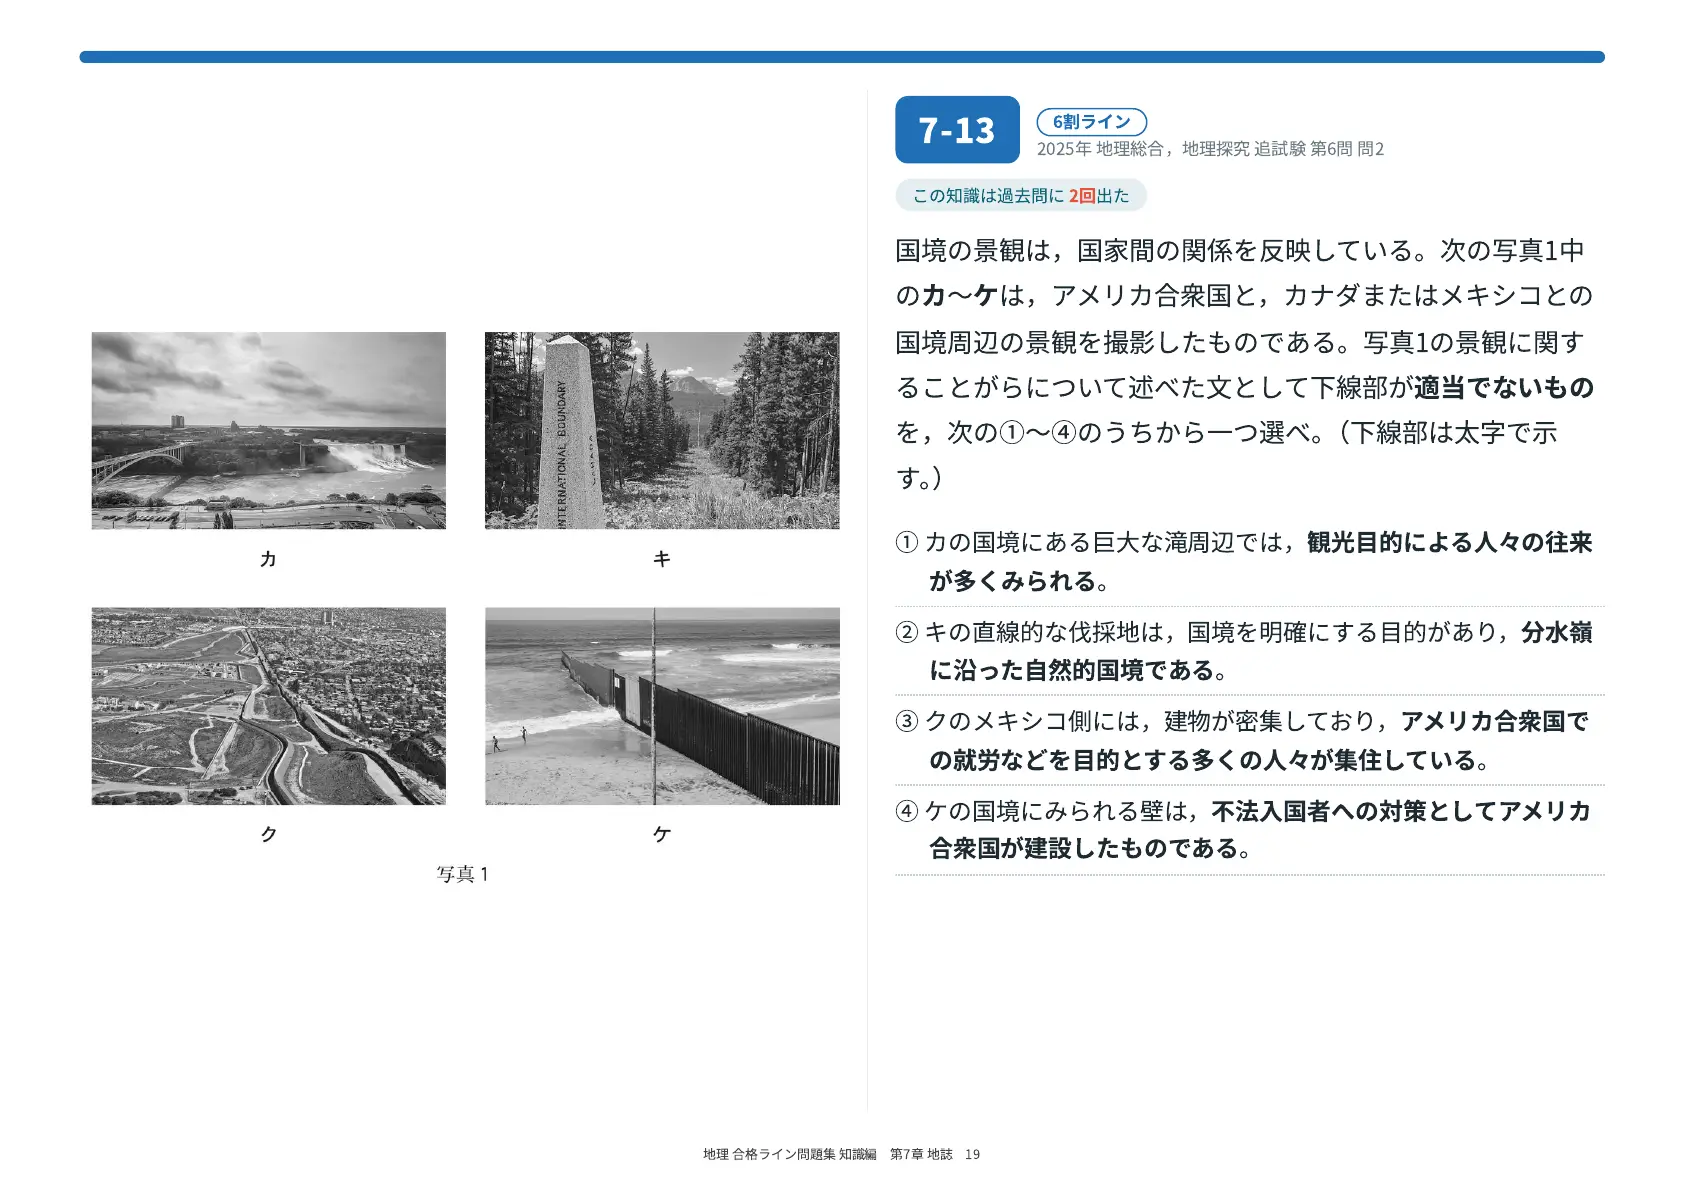 7-13
6割ライン
2025年 地理総合，地理探究 追試験 第6問 問2
この知識は過去問に 2回出た
国境の景観は，国家間の関係を反映している。次の写真1中
のカ～ケは，アメリカ合衆国と，カナダまたはメキシコとの
国境周辺の景観を撮影したものである。写真1の景観に関す
ることがらについて述べた文として下線部が適当でないもの
を，次の①～④のうちから一つ選べ。（下線部は太字で示
す。）
① カの国境にある巨大な滝周辺では，観光目的による人々の往来
が多くみられる。
② キの直線的な伐採地は，国境を明確にする目的があり，分水嶺
に沿った自然的国境である。
③ クのメキシコ側には，建物が密集しており，アメリカ合衆国で
の就労などを目的とする多くの人々が集住している。
④ ケの国境にみられる壁は，不法入国者への対策としてアメリカ
合衆国が建設したものである。
INTERNATIONAL BOUNDARY
カ
キ
ク
ケ
写真 1
地理 合格ライン問題集 知識編　第7章 地誌　19